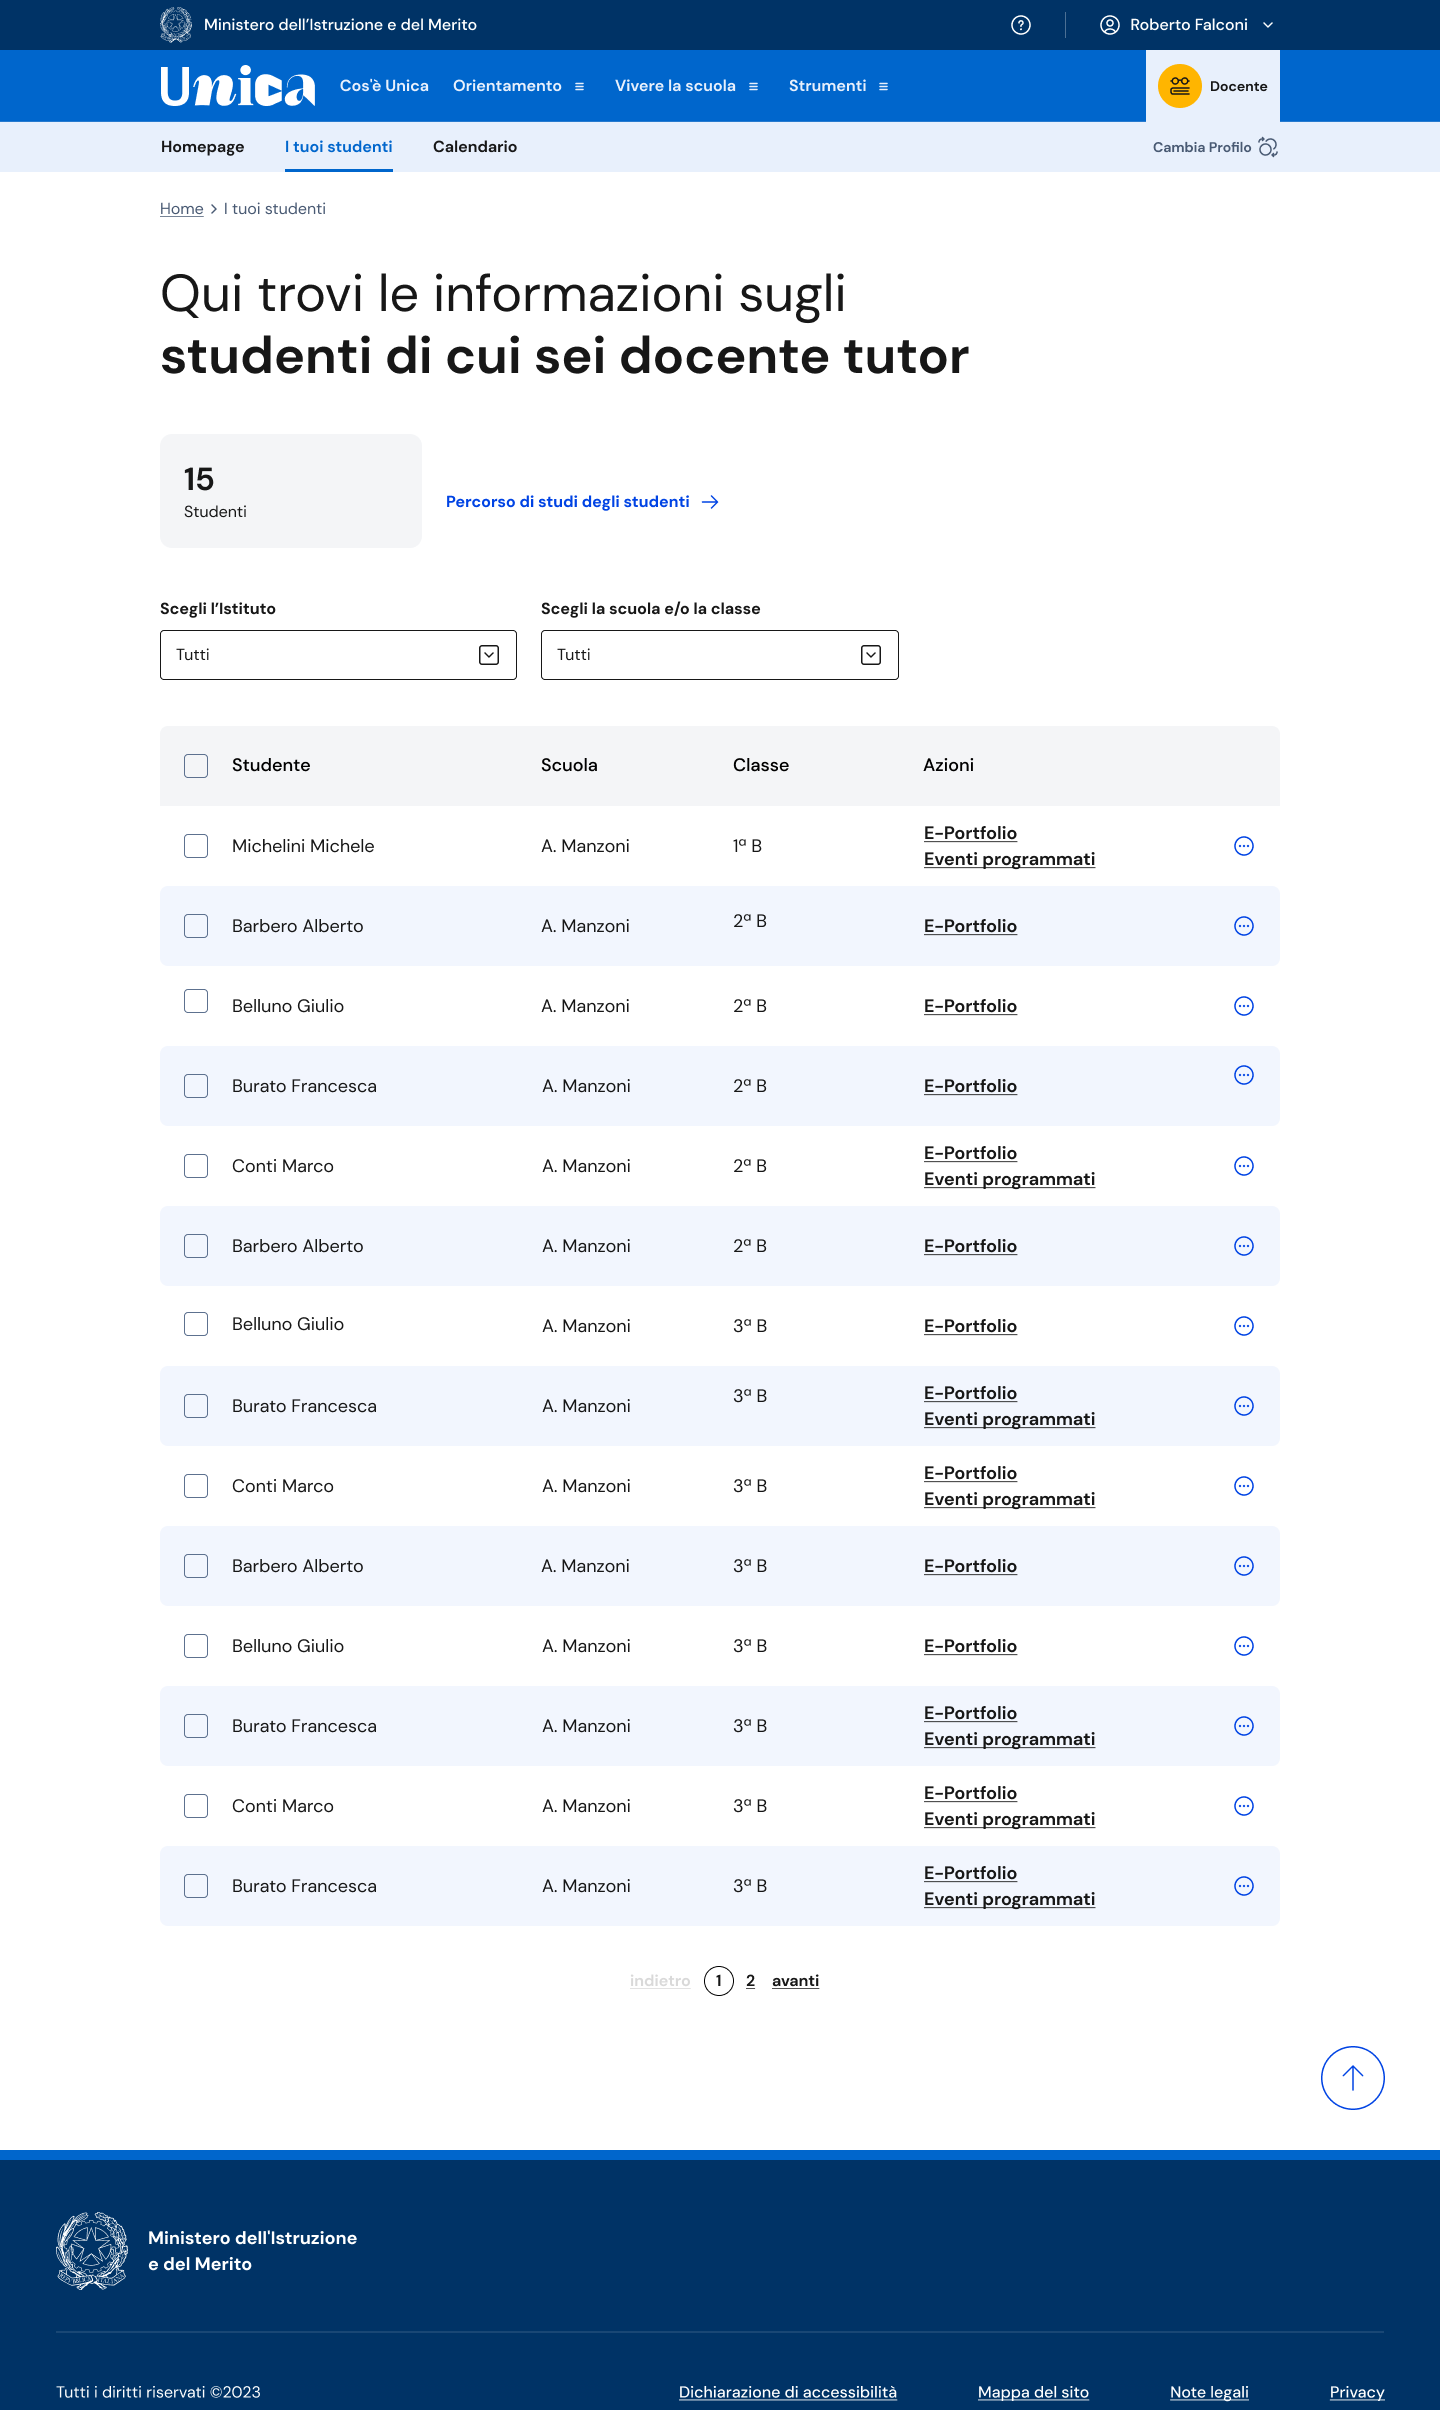 Ministero dell’Istruzione e del Merito
Roberto Falconi
Unica Cos'è Unica Orientamento Vivere la scuola Strumenti Docente
Homepage I tuoi studenti Calendario Cambia Profilo
Home > I tuoi studenti
Qui trovi le informazioni sugli
studenti di cui sei docente tutor
15
Studenti
Percorso di studi degli studenti
Scegli l’Istituto
Tutti
Scegli la scuola e/o la classe
Tutti
Studente Scuola Classe Azioni
Michelini Michele A. Manzoni 1ª B E-Portfolio
Eventi programmati
Barbero Alberto A. Manzoni 2ª B E-Portfolio
Belluno Giulio A. Manzoni 2ª B E-Portfolio
Burato Francesca A. Manzoni 2ª B E-Portfolio
Conti Marco A. Manzoni 2ª B E-Portfolio
Eventi programmati
Barbero Alberto A. Manzoni 2ª B E-Portfolio
Belluno Giulio A. Manzoni 3ª B E-Portfolio
Burato Francesca A. Manzoni 3ª B E-Portfolio
Eventi programmati
Conti Marco A. Manzoni 3ª B E-Portfolio
Eventi programmati
Barbero Alberto A. Manzoni 3ª B E-Portfolio
Belluno Giulio A. Manzoni 3ª B E-Portfolio
Burato Francesca A. Manzoni 3ª B E-Portfolio
Eventi programmati
Conti Marco A. Manzoni 3ª B E-Portfolio
Eventi programmati
Burato Francesca A. Manzoni 3ª B E-Portfolio
Eventi programmati
indietro 1 2 avanti
Ministero dell'Istruzione
e del Merito
Tutti i diritti riservati ©2023 Dichiarazione di accessibilità Mappa del sito Note legali Privacy